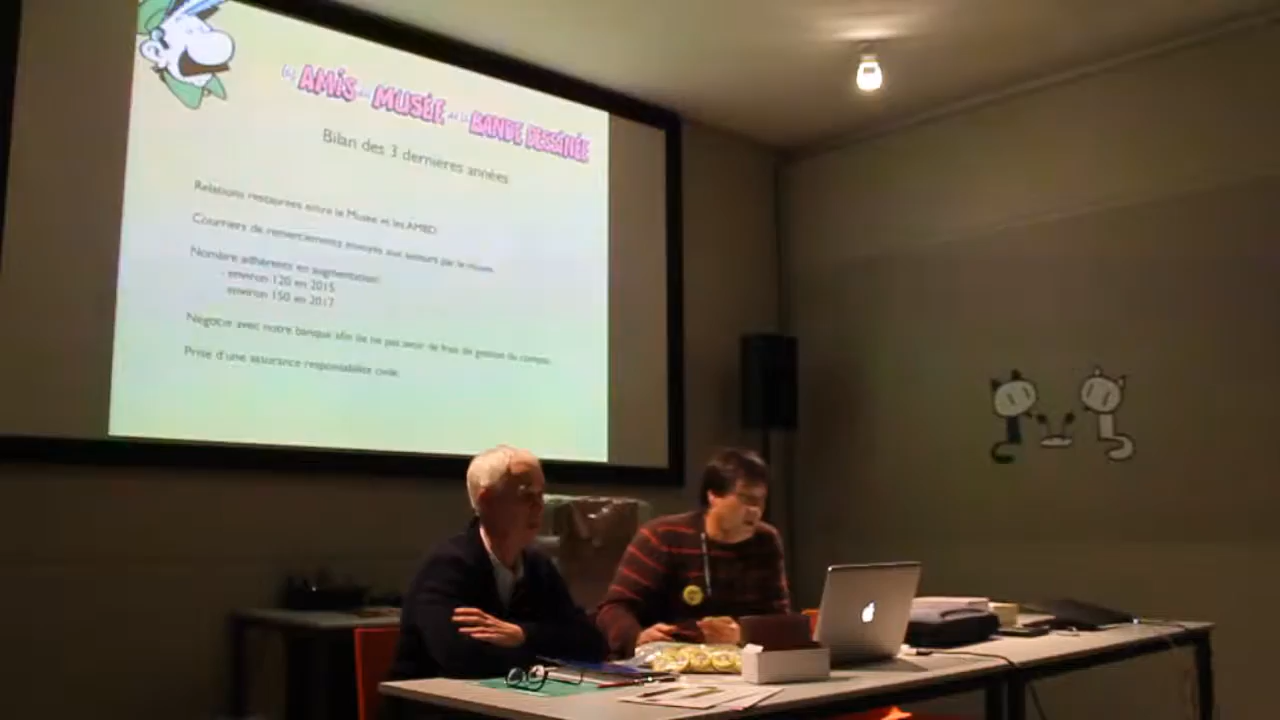 les AMIS du MUSÉE de la BANDE DESSINÉE
Bilan des 3 dernières années
Relations restaurées entre le Musée et les AMBD
Courriers de remerciements envoyés aux auteurs par le musée
Nombre adhérents en augmentation:
- environ 120 en 2015
environ 150 en 2017
Négocié avec notre banque afin de ne pas avoir de frais de gestion du compte
Prise d'une assurance responsabilité civile